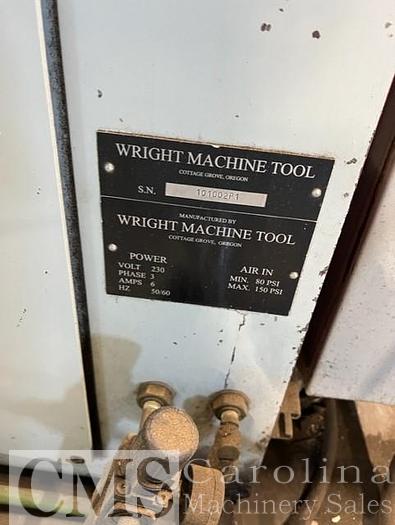 WRIGHT MACHINE TOOL
COTTAGE GROVE, OREGON
S.N. 101002P1
MANUFACTURED BY
WRIGHT MACHINE TOOL
COTTAGE GROVE, OREGON
POWER
VOLT 230
PHASE 3
AMPS 6
HZ 50/60
AIR IN
MIN. 80 PSI
MAX. 150 PSI
CMS Carolina
Machinery Sales